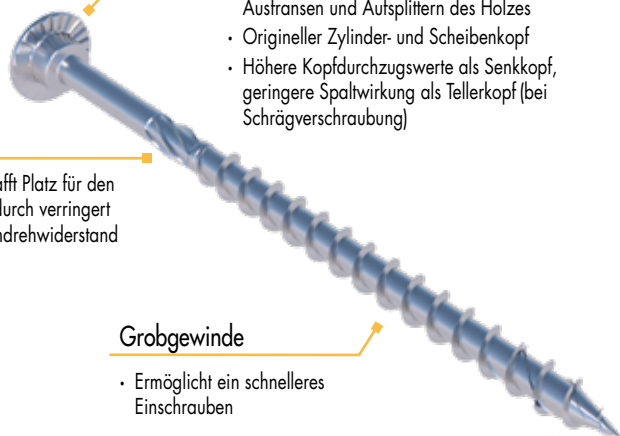 Ausfransen und Aufsplittern des Holzes
· Origineller Zylinder- und Scheibenkopf
· Höhere Kopfdurchzugswerte als Senkkopf,
geringere Spaltwirkung als Tellerkopf (bei
Schrägverschraubung)
Platz für den
verringert
Grobgewinde
· Ermöglicht ein schnelleres
Einschrauben